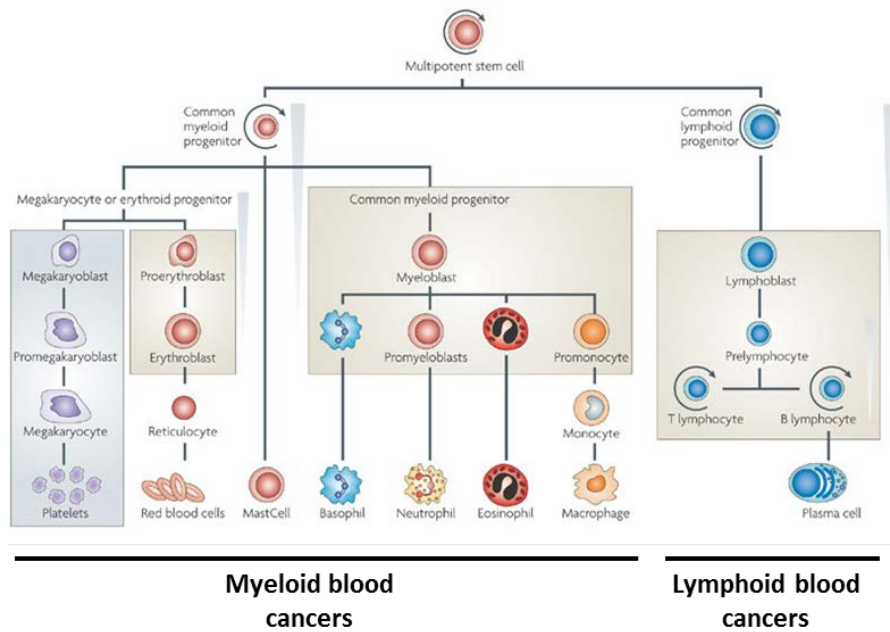 Multipotent stem cell
Common
myeloid
progenitor
Common
lymphoid
progenitor
Megakaryocyte or erythroid progenitor
Common myeloid progenitor
Megakaryoblast
Proerythroblast
Myeloblast
Lymphoblast
Promegakaryoblast
Erythroblast
Promyeloblasts
Promonocyte
Prelymphocyte
Megakaryocyte
Reticulocyte
Monocyte
T lymphocyte
B lymphocyte
Platelets
Red blood cells
MastCell
Basophil
Neutrophil
Eosinophil
Macrophage
Plasma cell
Myeloid blood
cancers
Lymphoid blood
cancers